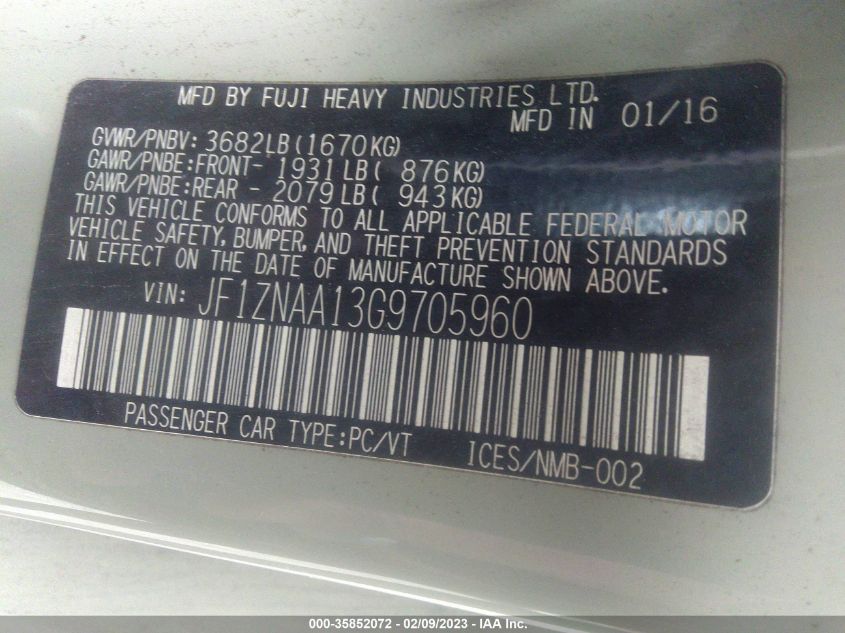 MFD BY FUJI HEAVY INDUSTRIES LTD.
MFD IN 01/16
GVWR/PNBV: 3682LB(1670KG)
GAWR/PNBE:FRONT- 1931LB( 876KG)
GAWR/PNBE:REAR - 2079LB( 943KG)
THIS VEHICLE CONFORMS TO ALL APPLICABLE FEDERAL MOTOR
VEHICLE SAFETY, BUMPER, AND THEFT PREVENTION STANDARDS
IN EFFECT ON THE DATE OF MANUFACTURE SHOWN ABOVE.
VIN: JF1ZNAA13G9705960
PASSENGER CAR TYPE:PC/VT ICES/NMB-002
000-35852072 - 02/09/2023 - IAA Inc.